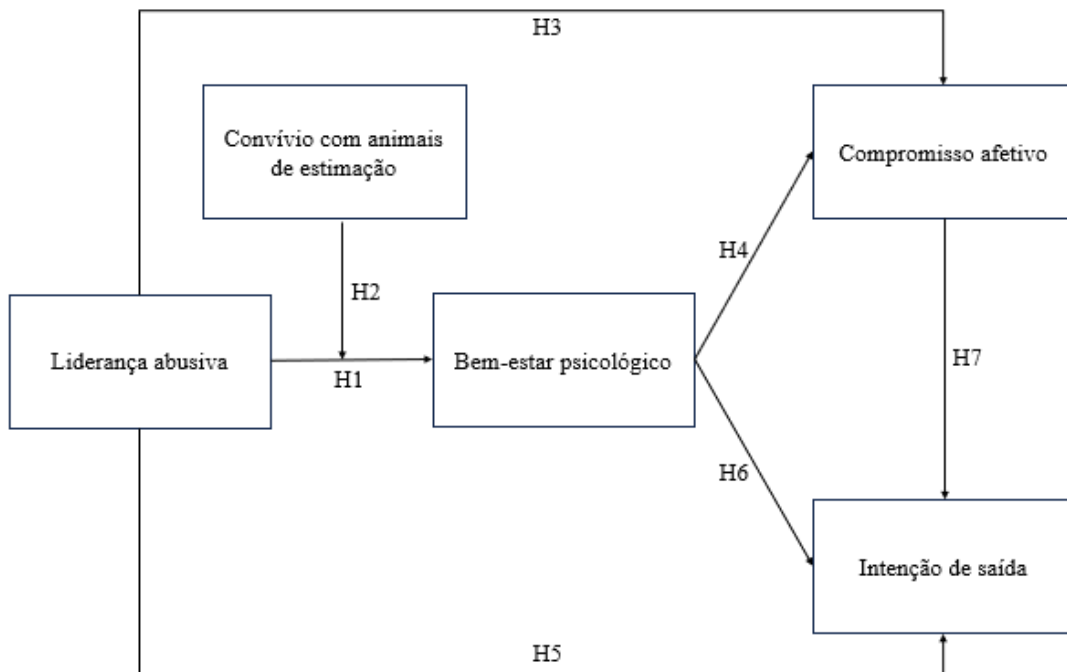 H3
Convívio com animais
de estimação
Compromisso afetivo
H4
H2
Liderança abusiva
H1
Bem-estar psicológico
H7
H6
Intenção de saída
H5